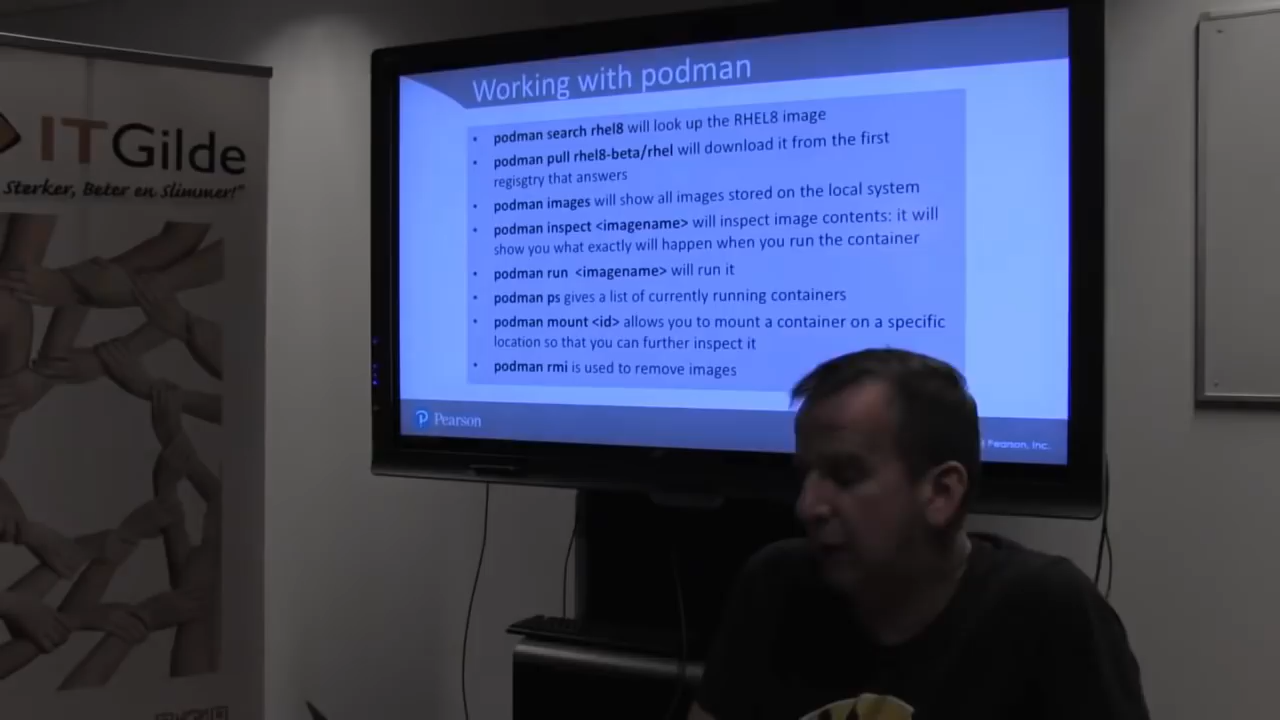 ITGilde
Sterker, Beter en Slimmer!"
Working with podman
• podman search rhel8 will look up the RHEL8 image
• podman pull rhel8-beta/rhel will download it from the first
regisgtry that answers
• podman images will show all images stored on the local system
• podman inspect <imagename> will inspect image contents: it will
show you what exactly will happen when you run the container
• podman run <imagename> will run it
• podman ps gives a list of currently running containers
• podman mount <id> allows you to mount a container on a specific
location so that you can further inspect it
• podman rmi is used to remove images
Pearson
Pearson, Inc.